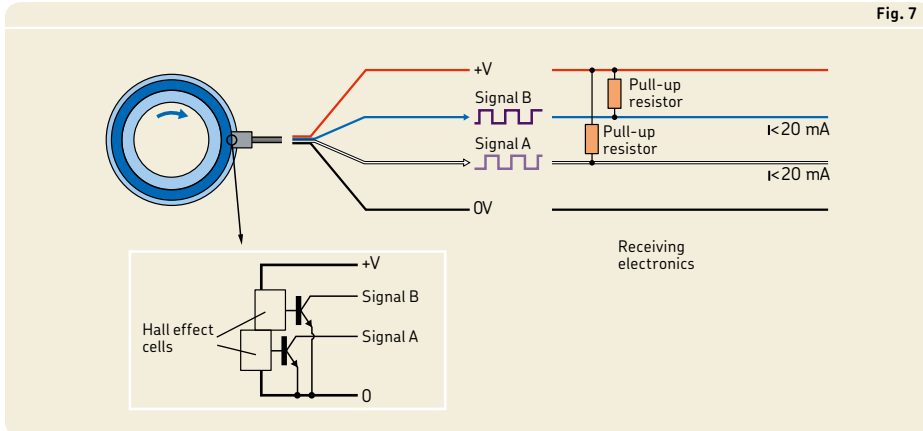 Fig. 7
+V
Signal B
Pull-up
resistor
I<20 mA
Pull-up
resistor
Signal A
I<20 mA
0V
Receiving
electronics
+V
Signal B
Hall effect
cells
Signal A
0